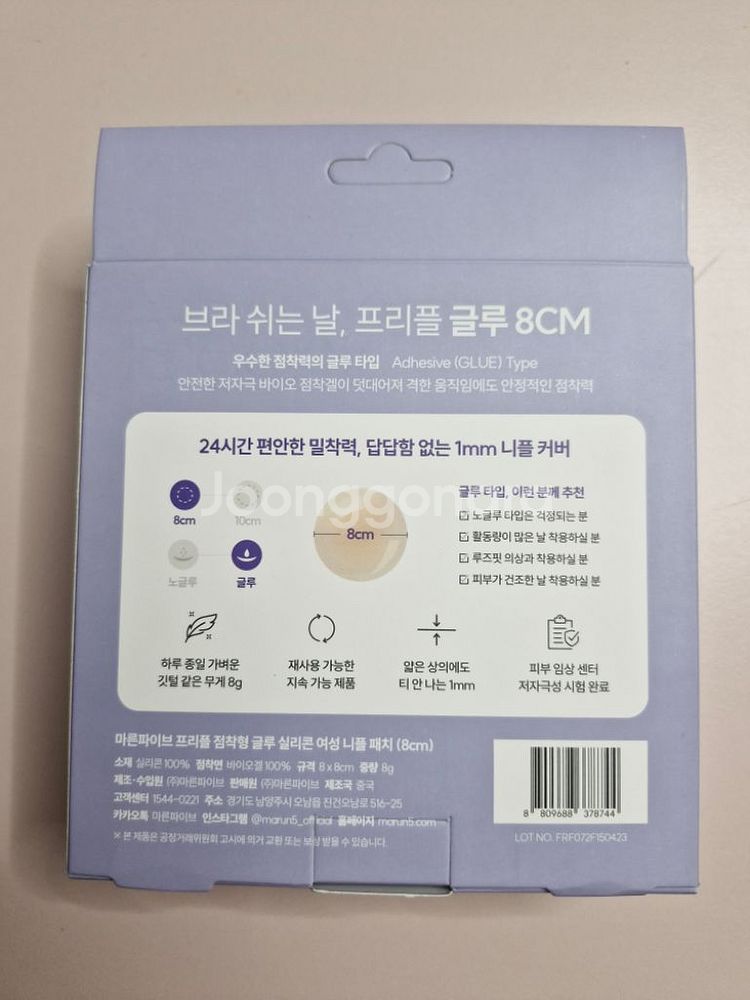 브라 쉬는 날, 프리플 글루 8CM
우수한 점착력의 글루 타입 Adhesive (GLUE) Type
안전한 저자극 바이오 점착겔이 덧대어져 격한 움직임에도 안정적인 점착력
24시간 편안한 밀착력, 답답함 없는 1mm 니플 커버
8cm
10cm
노글루
글루
8cm
글루 타입, 이런 분께 추천
노글루 타입은 걱정되는 분
활동량이 많은 날 착용하실 분
루즈핏 의상과 착용하실 분
피부가 건조한 날 착용하실 분
Joonggon
하루 종일 가벼운
깃털 같은 무게 8g
재사용 가능한
지속 가능 제품
얇은 상의에도
티 안 나는 1mm
피부 임상 센터
저자극성 시험 완료
마른파이브 프리플 점착형 글루 실리콘 여성 니플 패치 (8cm)
소재 실리콘 100% 점착면 바이오겔 100% 규격 8 x 8cm 중량 8g
제조·수입원 (주)마른파이브 판매원 (주)마른파이브 제조국 중국
고객센터 1544-0221 주소 경기도 남양주시 오남읍 진건오남로 516-25
카카오톡 마른파이브 인스타그램 @marun5_official 홈페이지 marun5.com
※ 본 제품은 공정거래위원회 고시에 의거 교환 또는 보상 받을 수 있습니다.
8 809688 378744
LOT NO. FRF072F150423